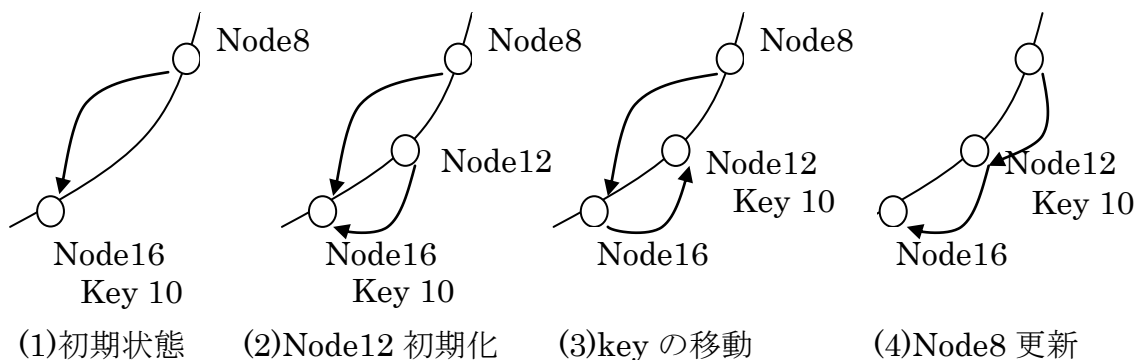 Node8
Node16
Key 10
(1)初期状態
Node8
Node12
Node16
Key 10
(2)Node12 初期化
Node8
Node12
Key 10
Node16
(3)key の移動
Node8
Node12
Key 10
Node16
(4)Node8 更新